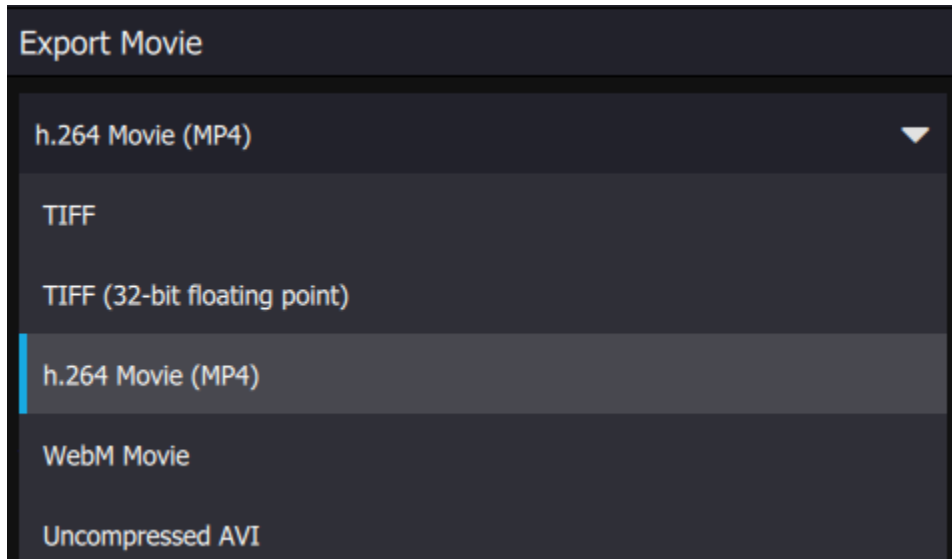 Export Movie
h.264 Movie (MP4)
TIFF
TIFF (32-bit floating point)
h.264 Movie (MP4)
WebM Movie
Uncompressed AVI